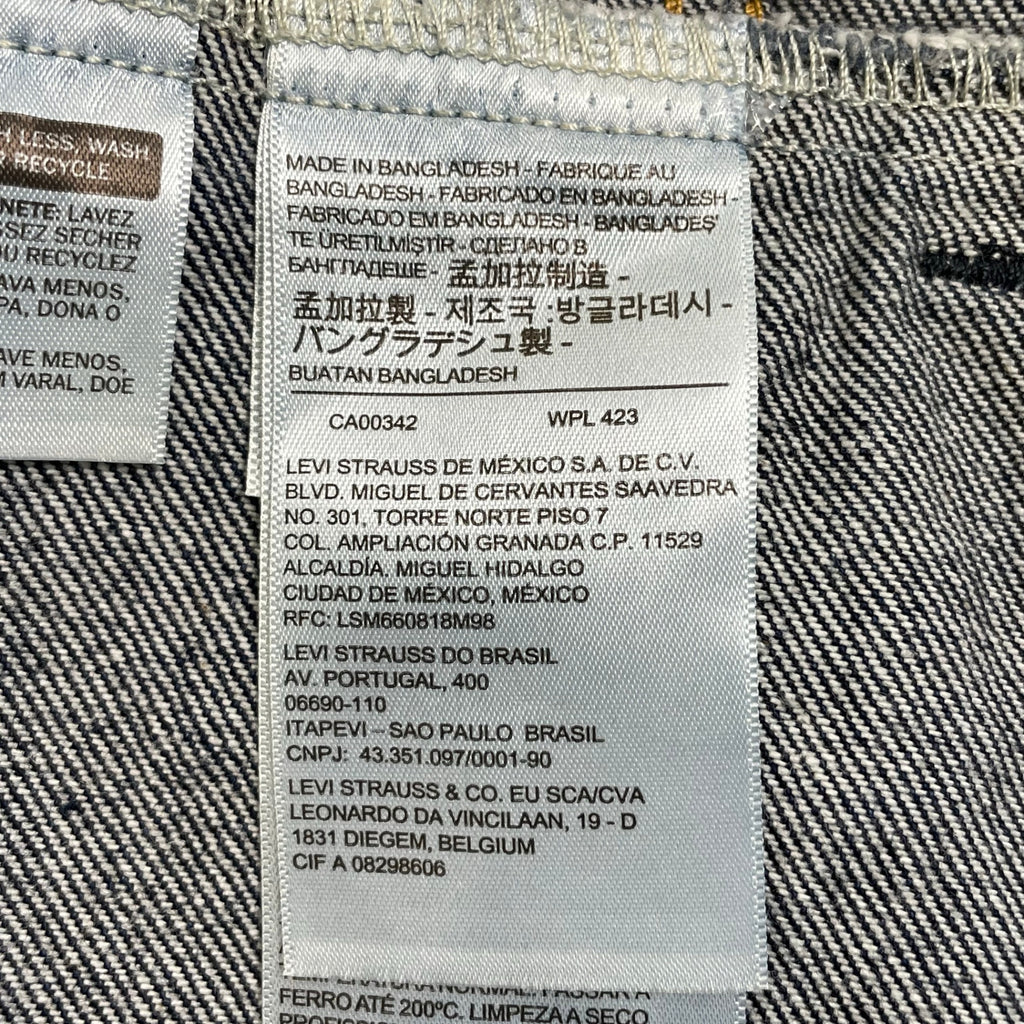 LESS, WASH
RECYCLE
LAVEZ
SECHER
RECYCLEZ
MENOS,
DONA O
MENOS,
VARAL, DOE
MADE IN BANGLADESH - FABRIQUE AU
BANGLADESH - FABRICADO EN BANGLADESH -
FABRICADO EM BANGLADESH - BANGLADEŞ'
TE ÜRETILMIŞTIR - СДЕЛАНО В
БАНГЛАДЕШЕ - 孟加拉制造 -
孟加拉製 - 제조국 :방글라데시 -
バングラデシュ製 -
BUATAN BANGLADESH
CA00342 WPL 423
LEVI STRAUSS DE MÉXICO S.A. DE C.V.
BLVD. MIGUEL DE CERVANTES SAAVEDRA
NO. 301, TORRE NORTE PISO 7
COL. AMPLIACIÓN GRANADA C.P. 11529
ALCALDÍA. MIGUEL HIDALGO
CIUDAD DE MÉXICO, MÉXICO
RFC: LSM660818M98
LEVI STRAUSS DO BRASIL
AV. PORTUGAL, 400
06690-110
ITAPEVI – SAO PAULO BRASIL
CNPJ: 43.351.097/0001-90
LEVI STRAUSS & CO. EU SCA/CVA
LEONARDO DA VINCILAAN, 19 - D
1831 DIEGEM, BELGIUM
CIF A 08298606
FERRO ATÉ 200ºC. LIMPEZA A SECO